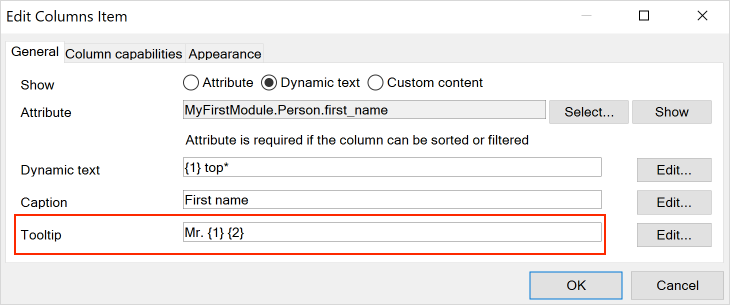 Edit Columns Item
General Column capabilities Appearance
Show Attribute Dynamic text Custom content
Attribute MyFirstModule.Person.first_name Select... Show
Attribute is required if the column can be sorted or filtered
Dynamic text {1} top* Edit...
Caption First name Edit...
Tooltip Mr. {1} {2} Edit...
OK Cancel